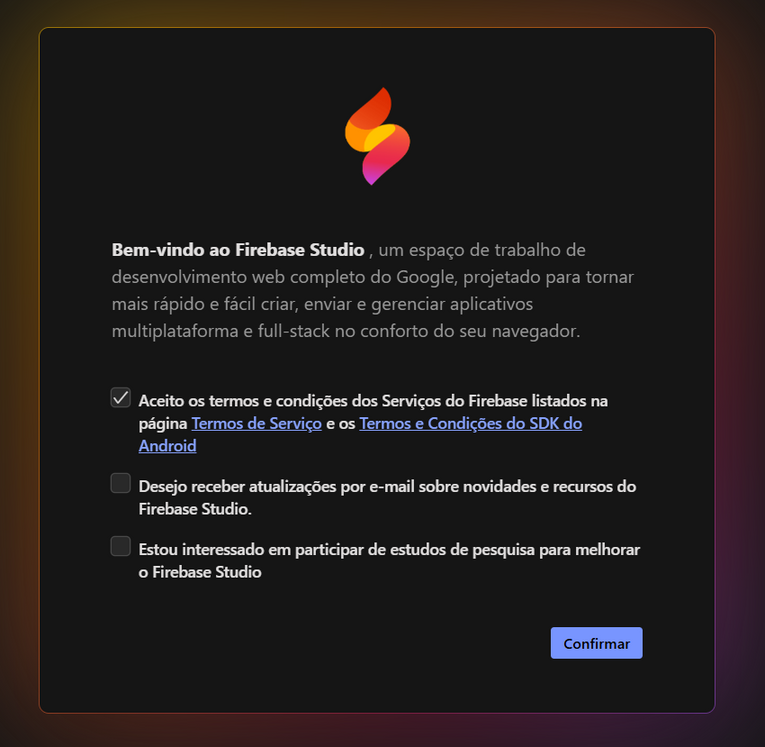 Bem-vindo ao Firebase Studio , um espaço de trabalho de
desenvolvimento web completo do Google, projetado para tornar
mais rápido e fácil criar, enviar e gerenciar aplicativos
multiplataforma e full-stack no conforto do seu navegador.
Aceito os termos e condições dos Serviços do Firebase listados na
página Termos de Serviço e os Termos e Condições do SDK do
Android
Desejo receber atualizações por e-mail sobre novidades e recursos do
Firebase Studio.
Estou interessado em participar de estudos de pesquisa para melhorar
o Firebase Studio
Confirmar